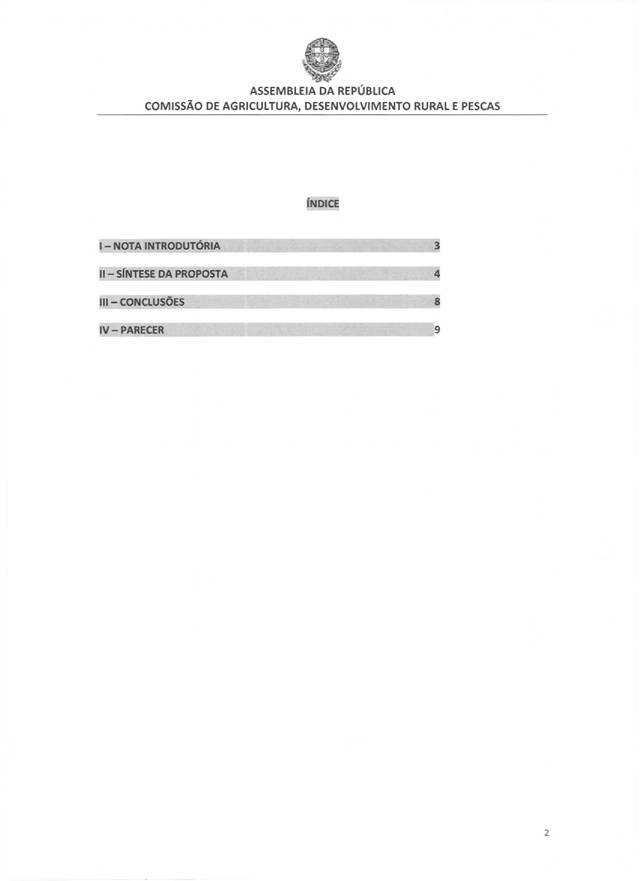 ASSEMBLEIA DA REPÚBLICA
COMISSÃO DE AGRICULTURA, DESENVOLVIMENTO RURAL E PESCAS
ÍNDICE
I – NOTA INTRODUTÓRIA 3
II – SÍNTESE DA PROPOSTA 4
III – CONCLUSÕES 8
IV – PARECER 9
2